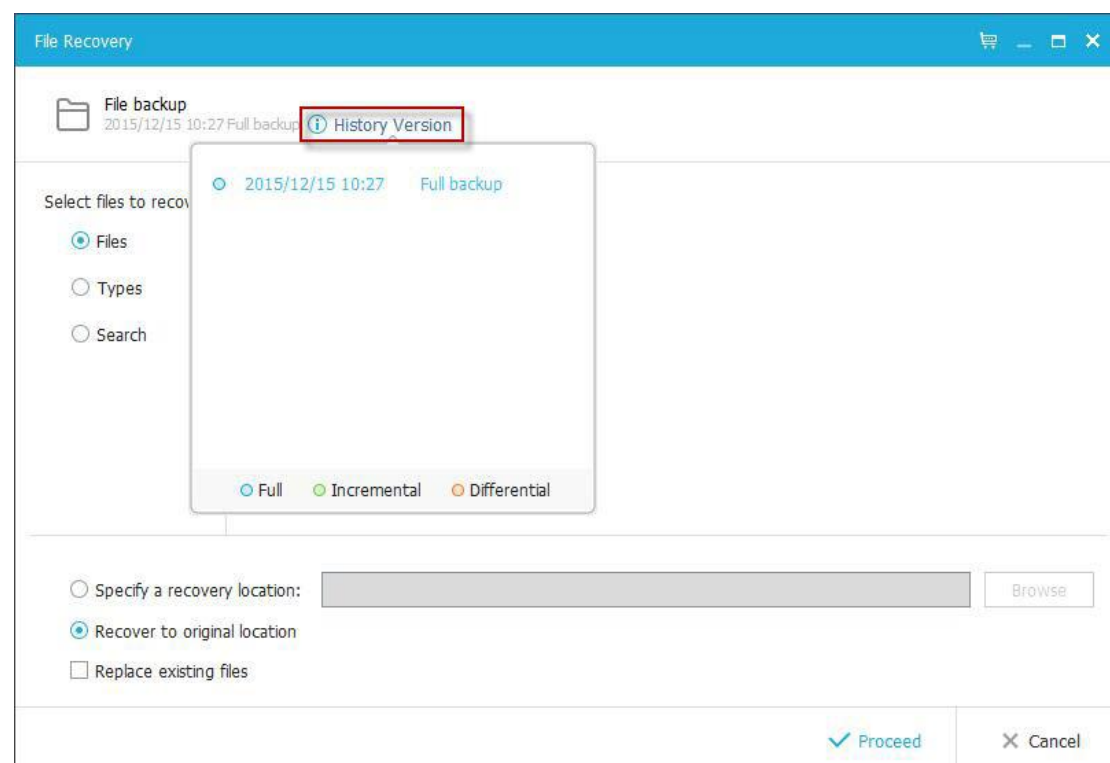 File Recovery
File backup
2015/12/15 10:27 Full backup History Version
2015/12/15 10:27 Full backup
Select files to recov
Files
Types
Search
Full Incremental Differential
Specify a recovery location: Browse
Recover to original location
Replace existing files
Proceed Cancel